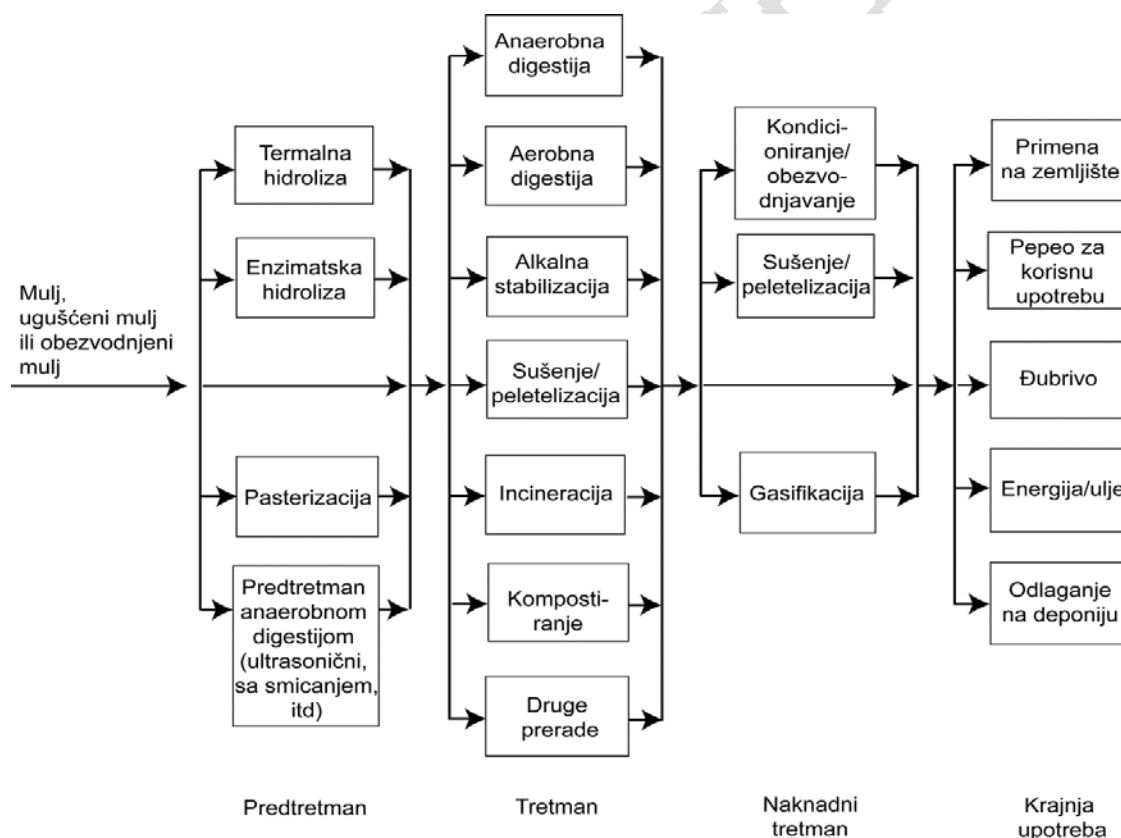 Mulj,
ugušćeni mulj
ili obezvodnjeni
mulj
Termalna
hidroliza
Enzimatska
hidroliza
Pasterizacija
Predtretman
anaerobnom
digestijom
(ultrasonični,
sa smicanjem,
itd)
Anaerobna
digestija
Aerobna
digestija
Alkalna
stabilizacija
Sušenje/
peletelizacija
Incineracija
Komposti-
ranje
Druge
prerade
Kondici-
oniranje/
obezvo-
dnjavanje
Sušenje/
peletelizacija
Gasifikacija
Primena
na zemljište
Pepeo za
korisnu
upotrebu
Đubrivo
Energija/ulje
Odlaganje
na deponiju
Predtretman
Tretman
Naknadni
tretman
Krajnja
upotreba